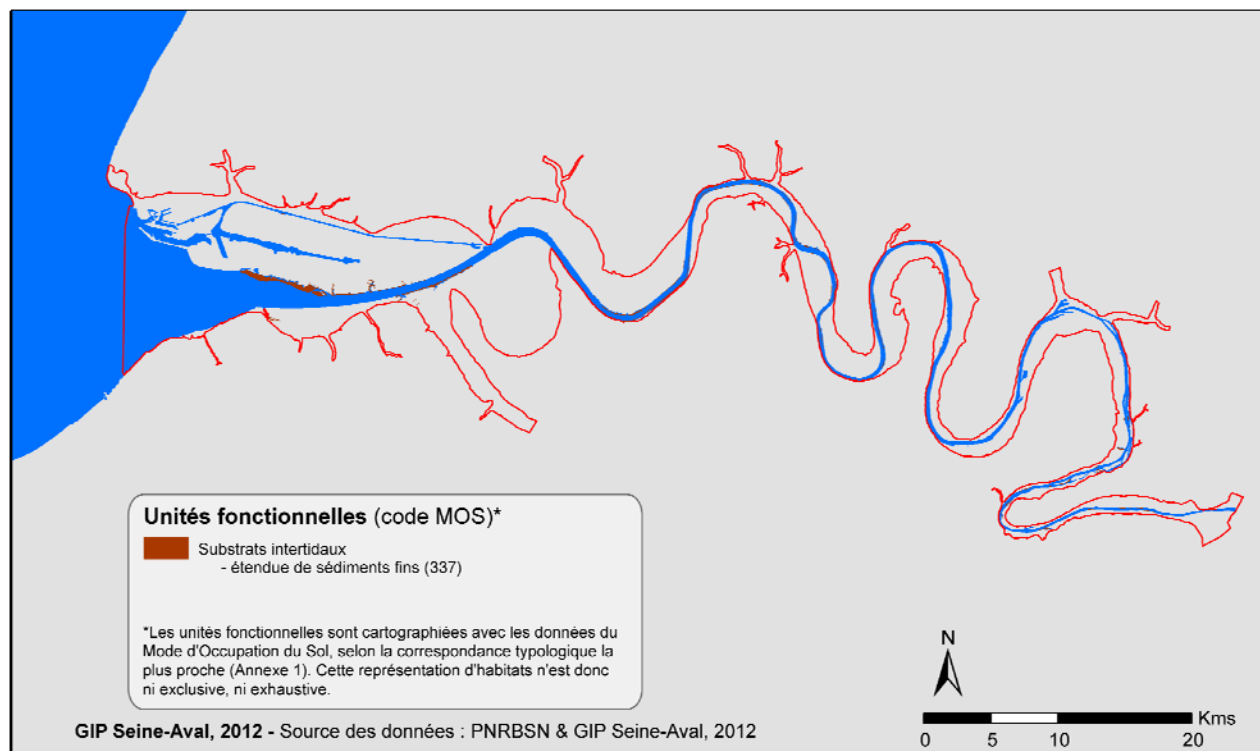 Unités fonctionnelles (code MOS)*
Substrats intertidaux
- étendue de sédiments fins (337)
*Les unités fonctionnelles sont cartographiées avec les données du
Mode d'Occupation du Sol, selon la correspondance typologique la
plus proche (Annexe 1). Cette représentation d'habitats n'est donc
ni exclusive, ni exhaustive.
GIP Seine-Aval, 2012 - Source des données : PNRBSN & GIP Seine-Aval, 2012
N
Kms
0 5 10 20